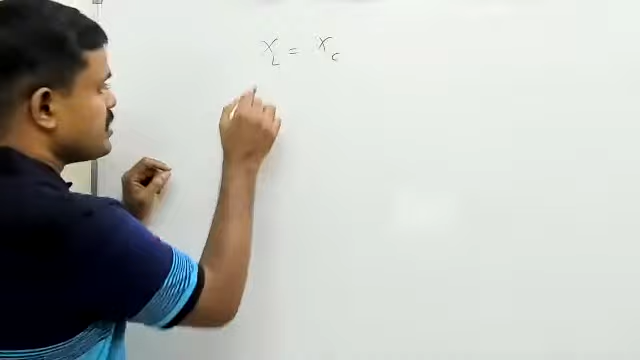 X_L = X_C